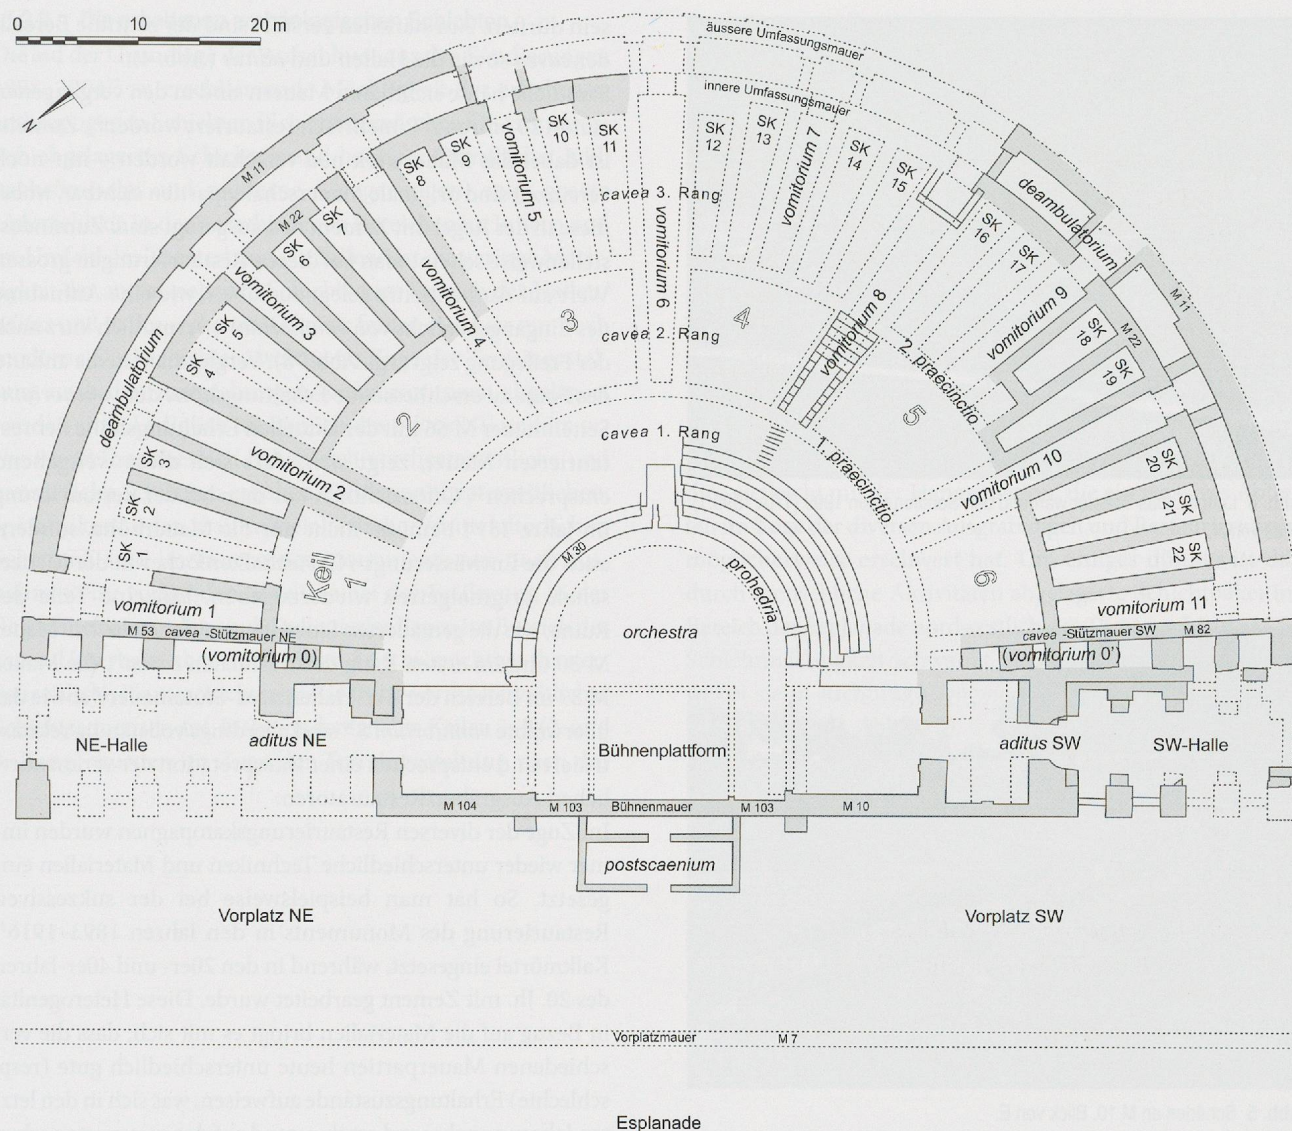 0 10 20 m
N
äussere Umfassungsmauer
innere Umfassungsmauer
M 11
M 22
SK 8
SK 9
vomitorium 5
SK 10
SK 11
SK 12
SK 13
vomitorium 7
SK 14
SK 15
SK 16
SK 17
deambulatorium
M 11
cavea 3. Rang
vomitorium 6
SK 7
SK 6
vomitorium 3
SK 5
SK 4
vomitorium 4
deambulatorium
3
4
cavea 2. Rang
vomitorium 8
2. praecinctio
vomitorium 9
SK 18
M 22
SK 19
2
5
cavea 1. Rang
1. praecinctio
SK 3
SK 2
SK 1
vomitorium 2
vomitorium 10
SK 20
SK 21
SK 22
Keil 1
6
M 30
prohedria
orchestra
vomitorium 1
vomitorium 11
M 53 cavea -Stützmauer NE
cavea -Stützmauer SW M 82
(vomitorium 0)
(vomitorium 0')
NE-Halle
aditus NE
Bühnenplattform
aditus SW
SW-Halle
M 104 M 103 Bühnenmauer M 103 M 10
postscaenium
Vorplatz NE
Vorplatz SW
Vorplatzmauer M 7
Esplanade